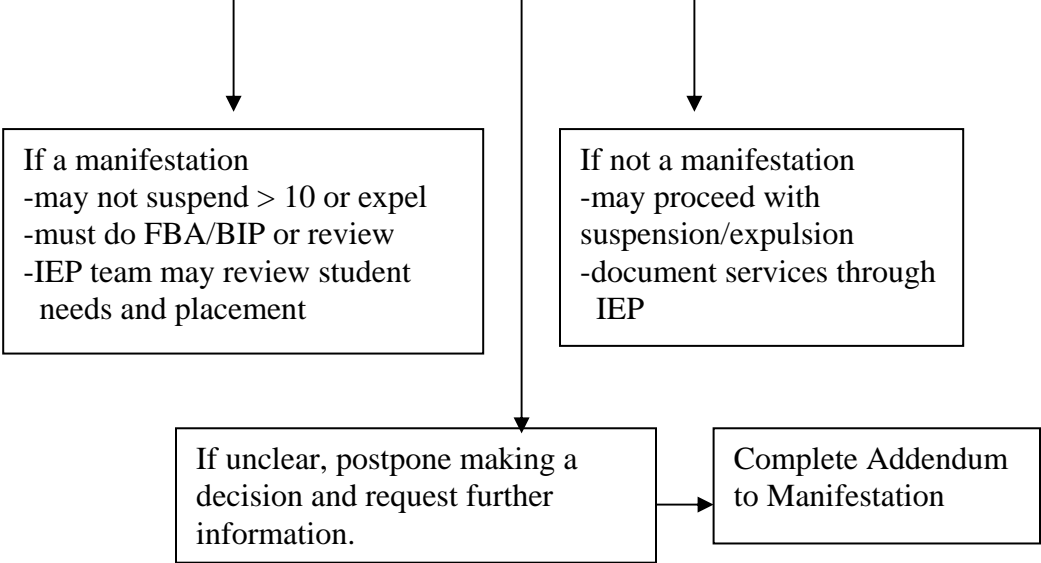 If a manifestation
-may not suspend > 10 or expel
-must do FBA/BIP or review
-IEP team may review student
needs and placement
If not a manifestation
-may proceed with
suspension/expulsion
-document services through
IEP
If unclear, postpone making a
decision and request further
information.
Complete Addendum
to Manifestation